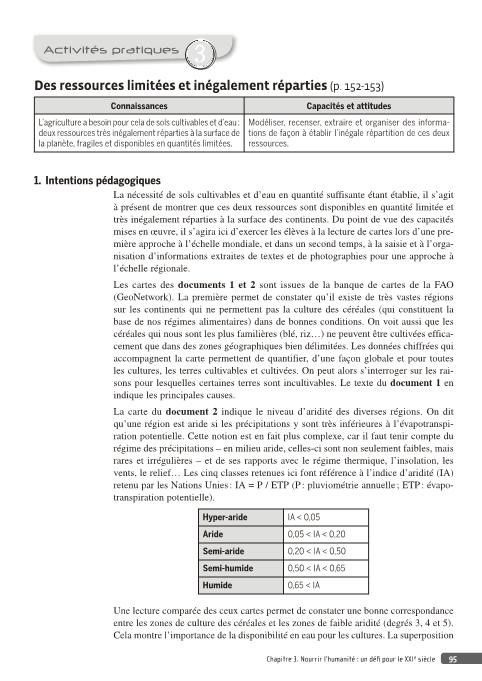 Activités pratiques 3
Des ressources limitées et inégalement réparties (p. 152-153)
Connaissances
Capacités et attitudes
L'agriculture a besoin pour cela de sols cultivables et d'eau :
deux ressources très inégalement réparties à la surface de
la planète, fragiles et disponibles en quantités limitées.
Modéliser, recenser, extraire et organiser des informa-
tions de façon à établir l'inégale répartition de ces deux
ressources.
1. Intentions pédagogiques
La nécessité de sols cultivables et d'eau en quantité suffisante étant établie, il s'agit
à présent de montrer que ces deux ressources sont disponibles en quantité limitée et
très inégalement réparties à la surface des continents. Du point de vue des capacités
mises en œuvre, il s'agira ici d'exercer les élèves à la lecture de cartes lors d'une pre-
mière approche à l'échelle mondiale, et dans un second temps, à la saisie et à l'orga-
nisation d'informations extraites de textes et de photographies pour une approche à
l'échelle régionale.
Les cartes des documents 1 et 2 sont issues de la banque de cartes de la FAO
(GeoNetwork). La première permet de constater qu'il existe de très vastes régions
sur les continents qui ne permettent pas la culture des céréales (qui constituent la
base de nos régimes alimentaires) dans de bonnes conditions. On voit aussi que les
céréales qui nous sont les plus familières (blé, riz…) ne peuvent être cultivées effica-
cement que dans des zones géographiques bien délimitées. Les données chiffrées qui
accompagnent la carte permettent de quantifier, d'une façon globale et pour toutes
les cultures, les terres cultivables et cultivées. On peut alors s'interroger sur les rai-
sons pour lesquelles certaines terres sont incultivables. Le texte du document 1 en
indique les principales causes.
La carte du document 2 indique le niveau d'aridité des diverses régions. On dit
qu'une région est aride si les précipitations y sont très inférieures à l'évapotranspi-
ration potentielle. Cette notion est en fait plus complexe, car il faut tenir compte du
régime des précipitations – en milieu aride, celles-ci sont non seulement faibles, mais
rares et irrégulières – et de ses rapports avec le régime thermique, l'insolation, les
vents, le relief… Les cinq classes retenues ici font référence à l'indice d'aridité (IA)
retenu par les Nations Unies : IA = P / ETP (P : pluviométrie annuelle ; ETP : évapo-
transpiration potentielle).
Hyper-aride IA < 0,05
Aride 0,05 < IA < 0,20
Semi-aride 0,20 < IA < 0,50
Semi-humide 0,50 < IA < 0,65
Humide 0,65 < IA
Une lecture comparée des ceux cartes permet de constater une bonne correspondance
entre les zones de culture des céréales et les zones de faible aridité (degrés 3, 4 et 5).
Cela montre l'importance de la disponibilité en eau pour les cultures. La superposition
Chapitre 3. Nourrir l'humanité : un défi pour le XXIe siècle 95